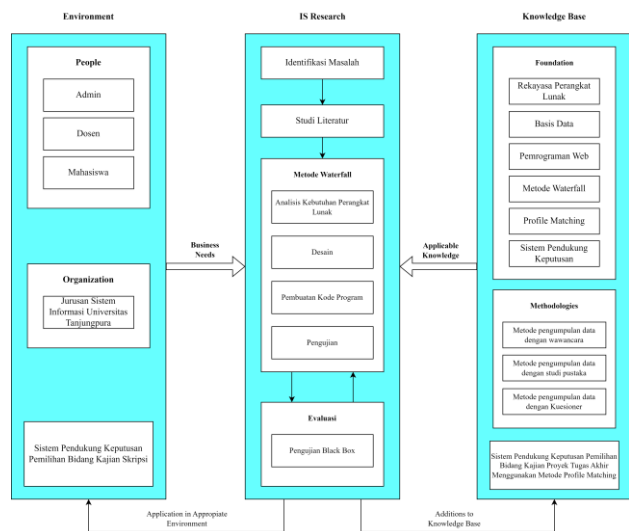 Environment
People
Admin
Dosen
Mahasiswa
Organization
Jurusan Sistem
Informasi Universitas
Tanjungpura
Sistem Pendukung Keputusan
Pemilihan Bidang Kajian Skripsi
Business
Needs
IS Research
Identifikasi Masalah
Studi Literatur
Metode Waterfall
Analisis Kebutuhan Perangkat
Lunak
Desain
Pembuatan Kode Program
Pengujian
Evaluasi
Pengujian Black Box
Applicable
Knowledge
Knowledge Base
Foundation
Rekayasa Perangkat
Lunak
Basis Data
Pemrograman Web
Metode Waterfall
Profile Matching
Sistem Pendukung
Keputusan
Methodologies
Metode pengumpulan data
dengan wawancara
Metode pengumpulan data
dengan studi pustaka
Metode pengumpulan data
dengan Kuesioner
Sistem Pendukung Keputusan Pemilihan
Bidang Kajian Proyek Tugas Akhir
Menggunakan Metode Profile Matching
Application in Appropiate
Environment
Additions to
Knowledge Base